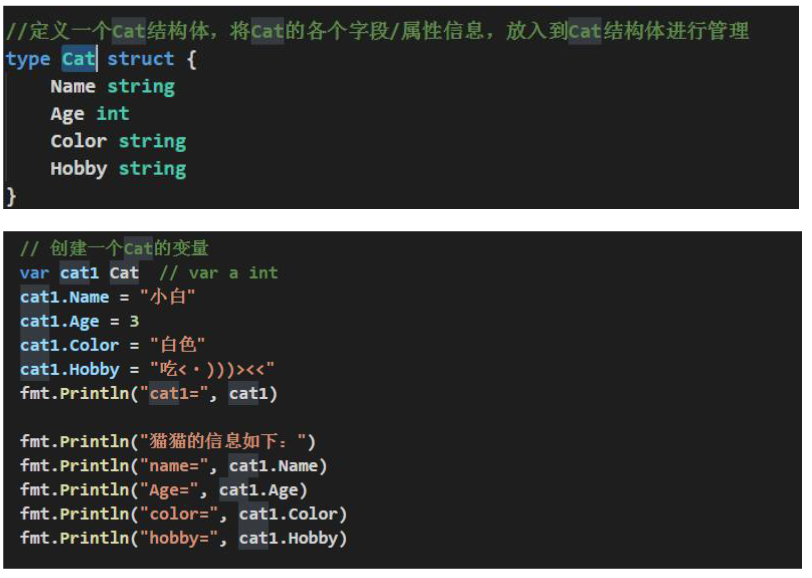 //定义一个Cat结构体，将Cat的各个字段/属性信息，放入到Cat结构体进行管理
type Cat struct {
    Name string
    Age int
    Color string
    Hobby string
}
// 创建一个Cat的变量
var cat1 Cat  // var a int
cat1.Name = "小白"
cat1.Age = 3
cat1.Color = "白色"
cat1.Hobby = "吃<・)))><<"
fmt.Println("cat1=", cat1)
fmt.Println("猫猫的信息如下：")
fmt.Println("name=", cat1.Name)
fmt.Println("Age=", cat1.Age)
fmt.Println("color=", cat1.Color)
fmt.Println("hobby=", cat1.Hobby)